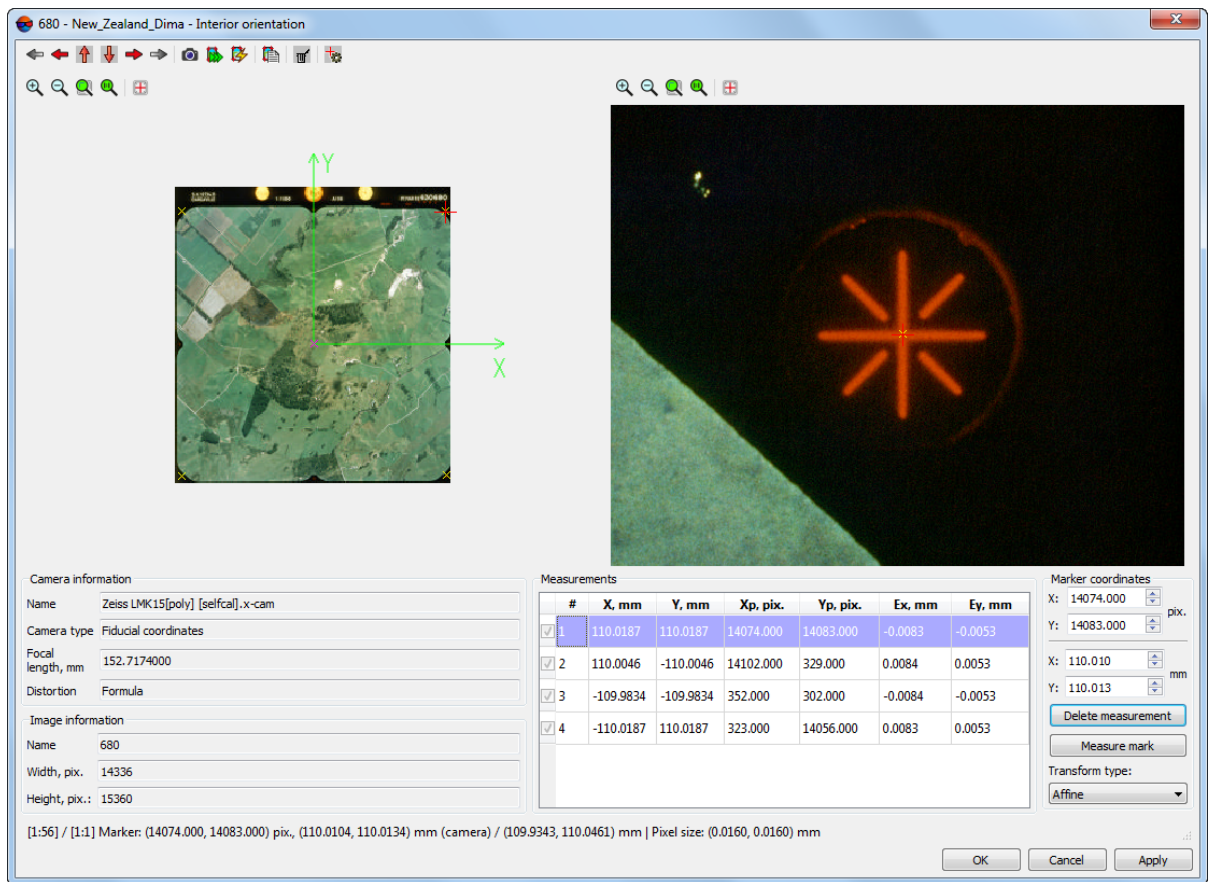 680 - New_Zealand_Dima - Interior orientation
Y
X
Camera information
Name Zeiss LMK15[poly] [selfcal].x-cam
Camera type Fiducial coordinates
Focal length, mm 152.7174000
Distortion Formula
Image information
Name 680
Width, pix. 14336
Height, pix.: 15360
Measurements
# X, mm Y, mm Xp, pix. Yp, pix. Ex, mm Ey, mm
1 110.0187 110.0187 14074.000 14083.000 -0.0083 -0.0053
2 110.0046 -110.0046 14102.000 329.000 0.0084 0.0053
3 -109.9834 -109.9834 352.000 302.000 -0.0084 -0.0053
4 -110.0187 110.0187 323.000 14056.000 0.0083 0.0053
Marker coordinates
X: 14074.000
pix.
Y: 14083.000
X: 110.010
mm
Y: 110.013
Delete measurement
Measure mark
Transform type:
Affine
[1:56] / [1:1] Marker: (14074.000, 14083.000) pix., (110.0104, 110.0134) mm (camera) / (109.9343, 110.0461) mm | Pixel size: (0.0160, 0.0160) mm
OK Cancel Apply